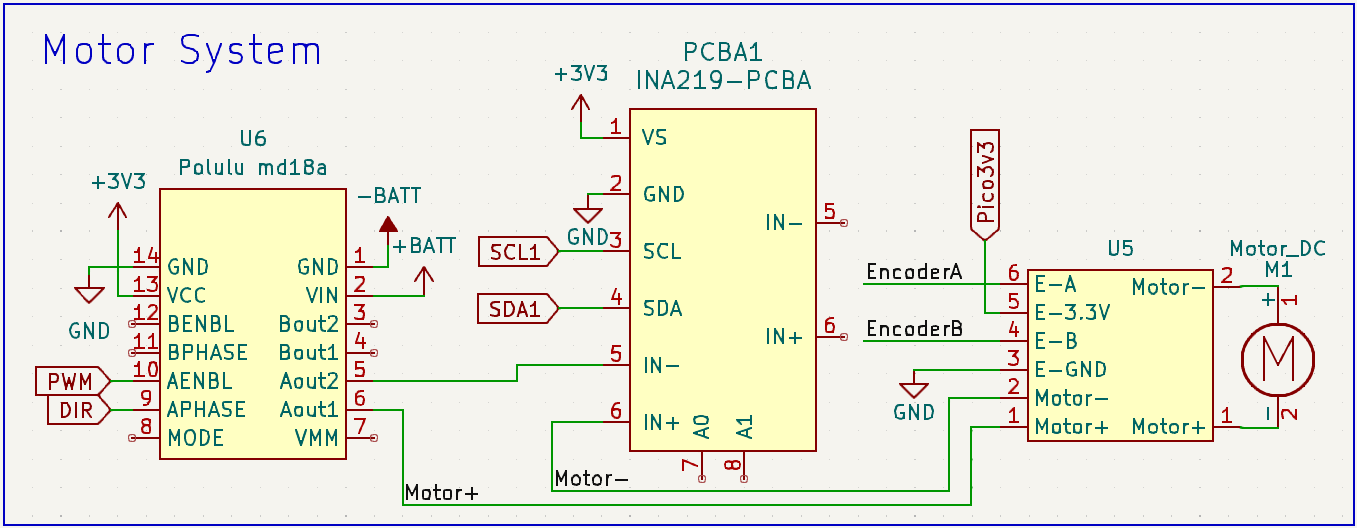 Motor System
PCBA1
INA219-PCBA
+3V3
1 VS
2 GND
GND
SCL1 3 SCL
SDA1 4 SDA
5 IN-
6 IN+
IN- 5
IN+ 6
A0 A1
7 8
U6
Polulu md18a
+3V3
-BATT
+BATT
14 GND GND 1
13 VCC VIN 2
12 BENBL Bout2 3
11 BPHASE Bout1 4
PWM 10 AENBL Aout2 5
DIR 9 APHASE Aout1 6
8 MODE VMM 7
GND
Motor+
Motor-
Pico3v3
U5
EncoderA 6 E-A Motor- 2
5 E-3.3V
EncoderB 4 E-B
3 E-GND
GND
2 Motor-
1 Motor+ Motor+ 1
Motor_DC
M1
+ 1
M
- 2